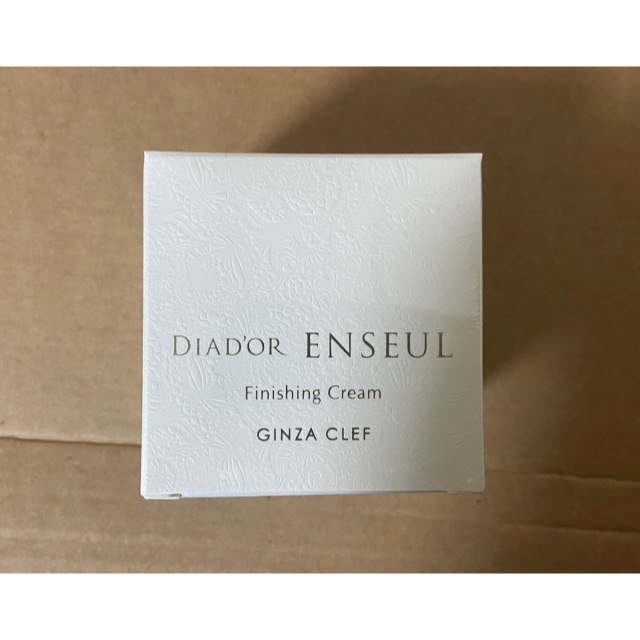 DIAD'OR ENSEUL
Finishing Cream
GINZA CLEF